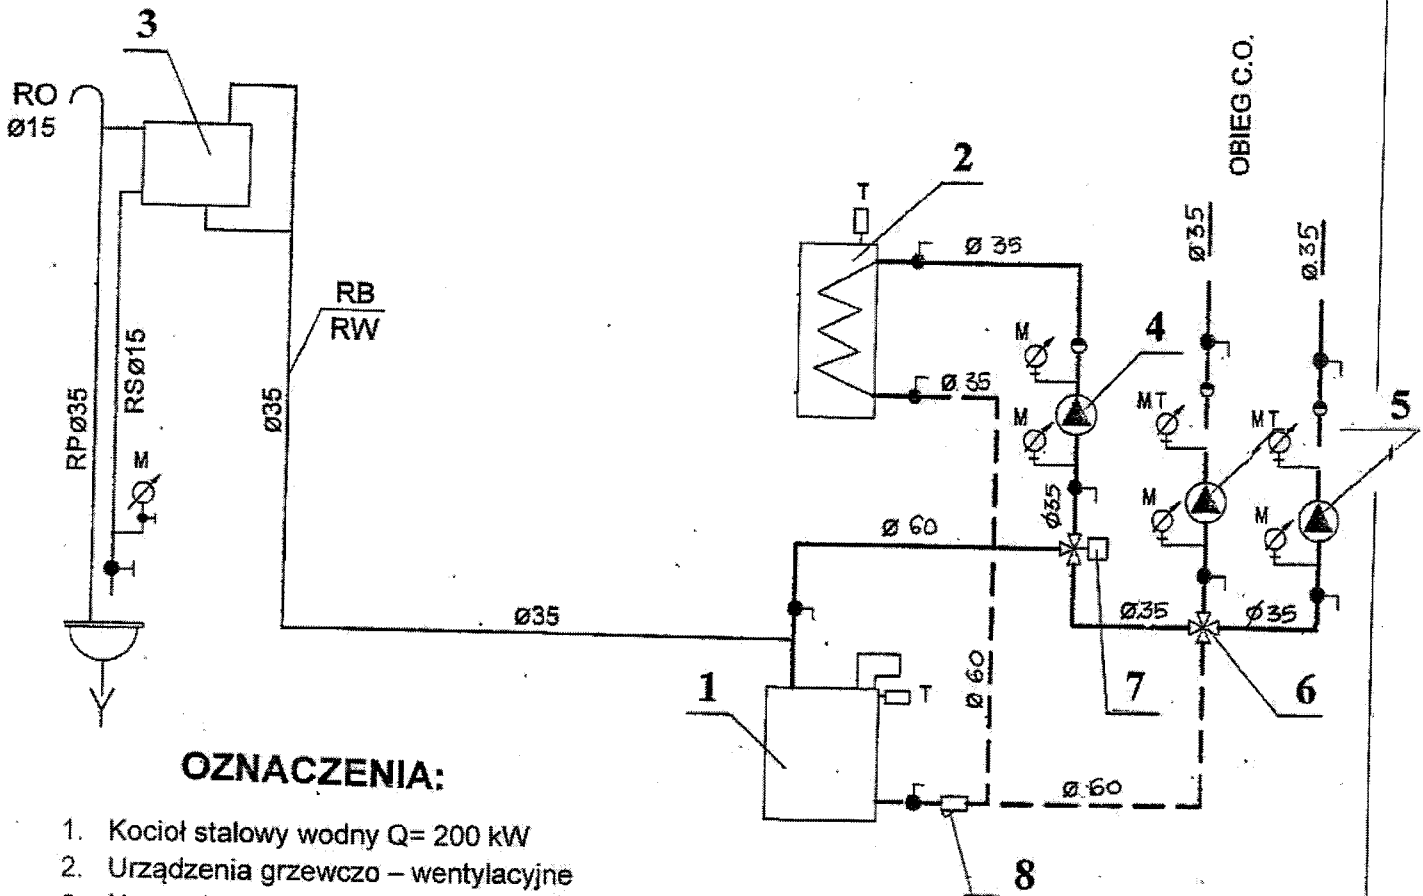 3
RO
Ø15
OBIEG C.O.
2
T
Ø 35
Ø 35
Ø 35
RB
RW
M
4
RSØ15
Ø 35
MT
5
RPØ35
Ø35
M
MT
M
Ø35
M
M
Ø 60
Ø35
Ø35
Ø35
Ø 60
1
T
7
6
Ø 60
OZNACZENIA:
1. Kocioł stalowy wodny Q= 200 kW
2. Urządzenia grzewczo – wentylacyjne
8